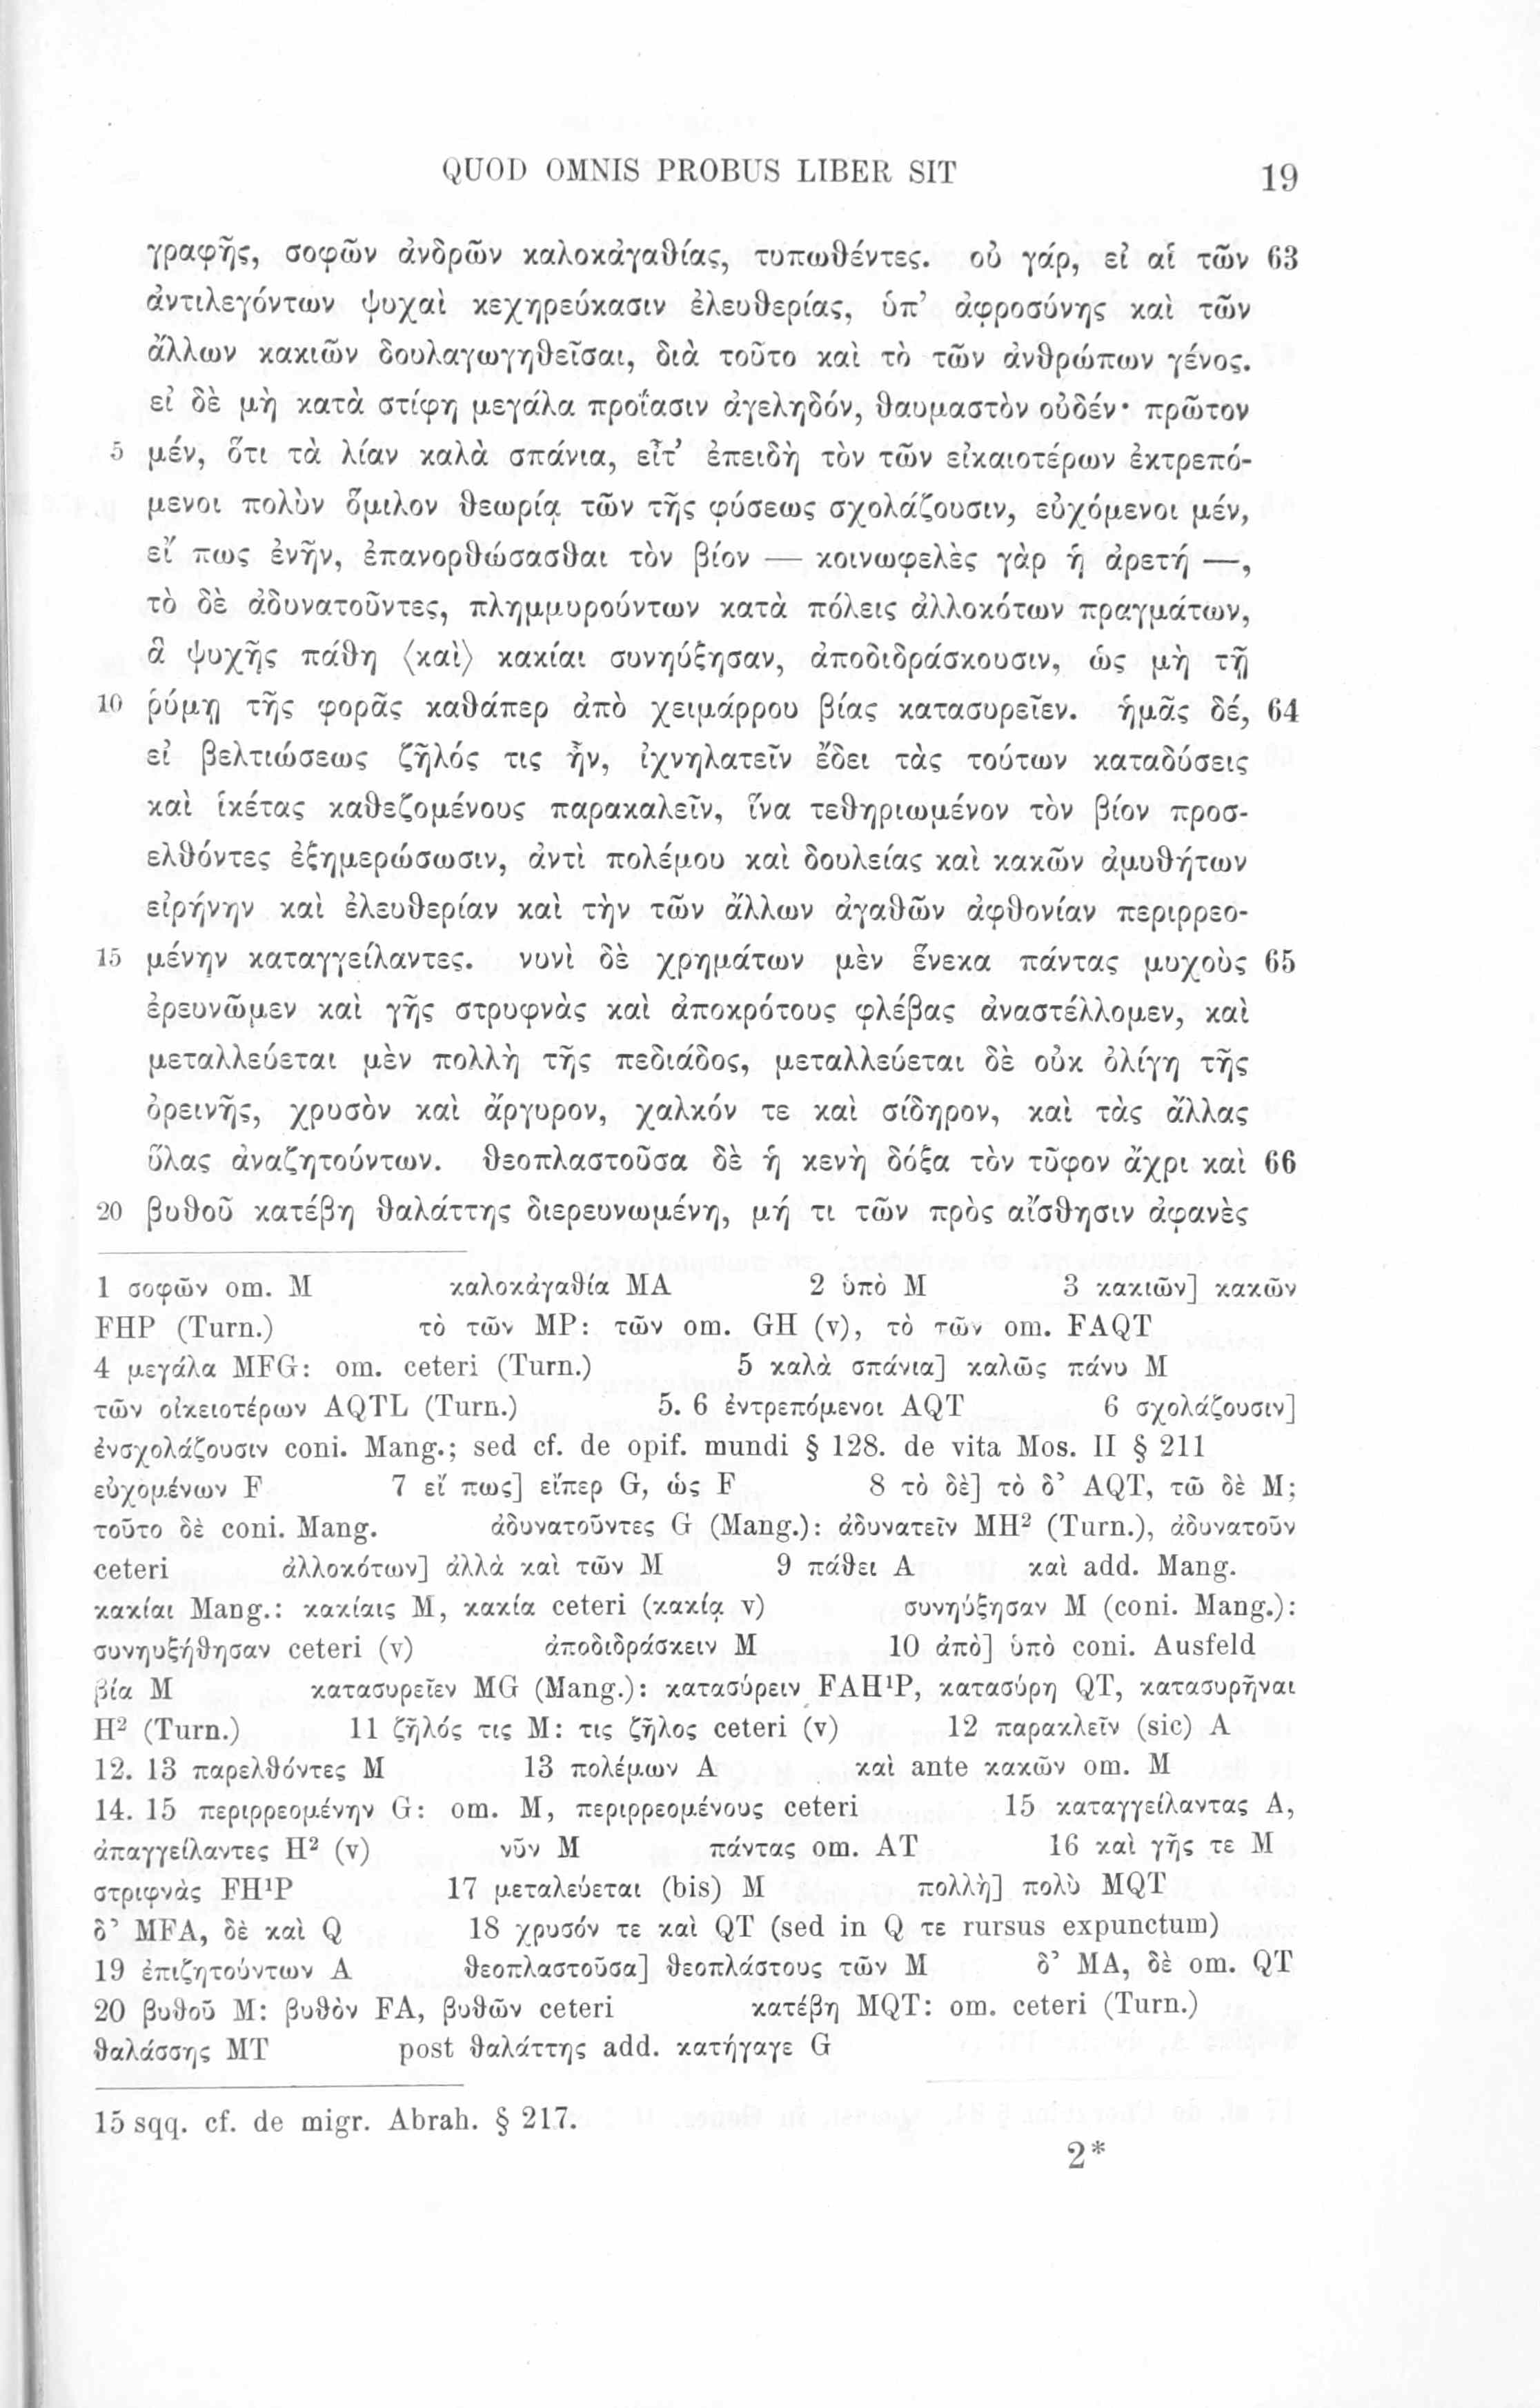 QUOD OMNIS PROBUS LIBER SIT 19
γραφῆς, σοφῶν ἀνδρῶν καλοκἀγαθίας, τυπωθέντες. οὐ γάρ, εἰ αἱ τῶν 63
ἀντιλεγόντων ψυχαὶ κεχηρεύκασιν ἐλευθερίας, ὑπ’ ἀφροσύνης καὶ τῶν
ἄλλων κακιῶν δουλαγωγηθεῖσαι, διὰ τοῦτο καὶ τὸ τῶν ἀνθρώπων γένος.
εἰ δὲ μὴ κατὰ στίφη μεγάλα προΐασιν ἀγεληδόν, θαυμαστὸν οὐδέν· πρῶτον
5 μέν, ὅτι τὰ λίαν καλὰ σπάνια, εἶτ’ ἐπειδὴ τὸν τῶν εἰκαιοτέρων ἐκτρεπό-
μενοι πολὺν ὅμιλον θεωρίᾳ τῶν τῆς φύσεως σχολάζουσιν, εὐχόμενοι μέν,
εἴ πως ἐνῆν, ἐπανορθώσασθαι τὸν βίον — κοινωφελὲς γὰρ ἡ ἀρετή —,
τὸ δὲ ἀδυνατοῦντες, πλημμυρούντων κατὰ πόλεις ἀλλοκότων πραγμάτων,
ἃ ψυχῆς πάθη ⟨καὶ⟩ κακίαι συνηύξησαν, ἀποδιδράσκουσιν, ὡς μὴ τῇ
10 ῥύμῃ τῆς φορᾶς καθάπερ ἀπὸ χειμάρρου βίας κατασυρεῖεν. ἡμᾶς δέ, 64
εἰ βελτιώσεως ζῆλός τις ἦν, ἰχνηλατεῖν ἔδει τὰς τούτων καταδύσεις
καὶ ἱκέτας καθεζομένους παρακαλεῖν, ἵνα τεθηριωμένον τὸν βίον προσ-
ελθόντες ἐξημερώσωσιν, ἀντὶ πολέμου καὶ δουλείας καὶ κακῶν ἀμυθήτων
εἰρήνην καὶ ἐλευθερίαν καὶ τὴν τῶν ἄλλων ἀγαθῶν ἀφθονίαν περιρρεο-
15 μένην καταγγείλαντες. νυνὶ δὲ χρημάτων μὲν ἕνεκα πάντας μυχοὺς 65
ἐρευνῶμεν καὶ γῆς στρυφνὰς καὶ ἀποκρότους φλέβας ἀναστέλλομεν, καὶ
μεταλλεύεται μὲν πολλὴ τῆς πεδιάδος, μεταλλεύεται δὲ οὐκ ὀλίγη τῆς
ὀρεινῆς, χρυσὸν καὶ ἄργυρον, χαλκόν τε καὶ σίδηρον, καὶ τὰς ἄλλας
ὕλας ἀναζητούντων. θεοπλαστοῦσα δὲ ἡ κενὴ δόξα τὸν τῦφον ἄχρι καὶ 66
20 βυθοῦ κατέβη θαλάττης διερευνωμένη, μή τι τῶν πρὸς αἴσθησιν ἀφανὲς
1 σοφῶν om. M καλοκἀγαθία MA 2 ὑπὸ M 3 κακιῶν] κακῶν
FHP (Turn.) τὸ τῶν MP: τῶν om. GH (v), τὸ τῶν om. FAQT
4 μεγάλα MFG: om. ceteri (Turn.) 5 καλὰ σπάνια] καλῶς πάνυ M
τῶν οἰκειοτέρων AQTL (Turn.) 5. 6 ἐντρεπόμενοι AQT 6 σχολάζουσιν]
ἐνσχολάζουσιν coni. Mang.; sed cf. de opif. mundi § 128. de vita Mos. II § 211
εὐχομένων F 7 εἴ πως] εἴπερ G, ὡς F 8 τὸ δὲ] τὸ δ’ AQT, τῶ δὲ M;
τοῦτο δὲ coni. Mang. ἀδυνατοῦντες G (Mang.): ἀδυνατεῖν MH² (Turn.), ἀδυνατοῦν
ceteri ἀλλοκότων] ἀλλὰ καὶ τῶν M 9 πάθει A καὶ add. Mang.
κακίαι Mang.: κακίαις M, κακία ceteri (κακίᾳ v) συνηύξησαν M (coni. Mang.):
συνηυξήθησαν ceteri (v) ἀποδιδράσκειν M 10 ἀπὸ] ὑπὸ coni. Ausfeld
βία M κατασυρεῖεν MG (Mang.): κατασύρειν FAH¹P, κατασύρη QT, κατασυρῆναι
H² (Turn.) 11 ζῆλός τις M: τις ζῆλος ceteri (v) 12 παρακλεῖν (sic) A
12. 13 παρελθόντες M 13 πολέμων A καὶ ante κακῶν om. M
14. 15 περιρρεομένην G: om. M, περιρρεομένους ceteri 15 καταγγείλαντας A,
ἀπαγγείλαντες H² (v) νῦν M πάντας om. AT 16 καὶ γῆς τε M
στριφνὰς FH¹P 17 μεταλεύεται (bis) M πολλὴ] πολὺ MQT
δ’ MFA, δὲ καὶ Q 18 χρυσόν τε καὶ QT (sed in Q τε rursus expunctum)
19 ἐπιζητούντων A θεοπλαστοῦσα] θεοπλάστους τῶν M δ’ MA, δὲ om. QT
20 βυθοῦ M: βυθὸν FA, βυθῶν ceteri κατέβη MQT: om. ceteri (Turn.)
θαλάσσης MT post θαλάττης add. κατήγαγε G
15 sqq. cf. de migr. Abrah. § 217.
2*